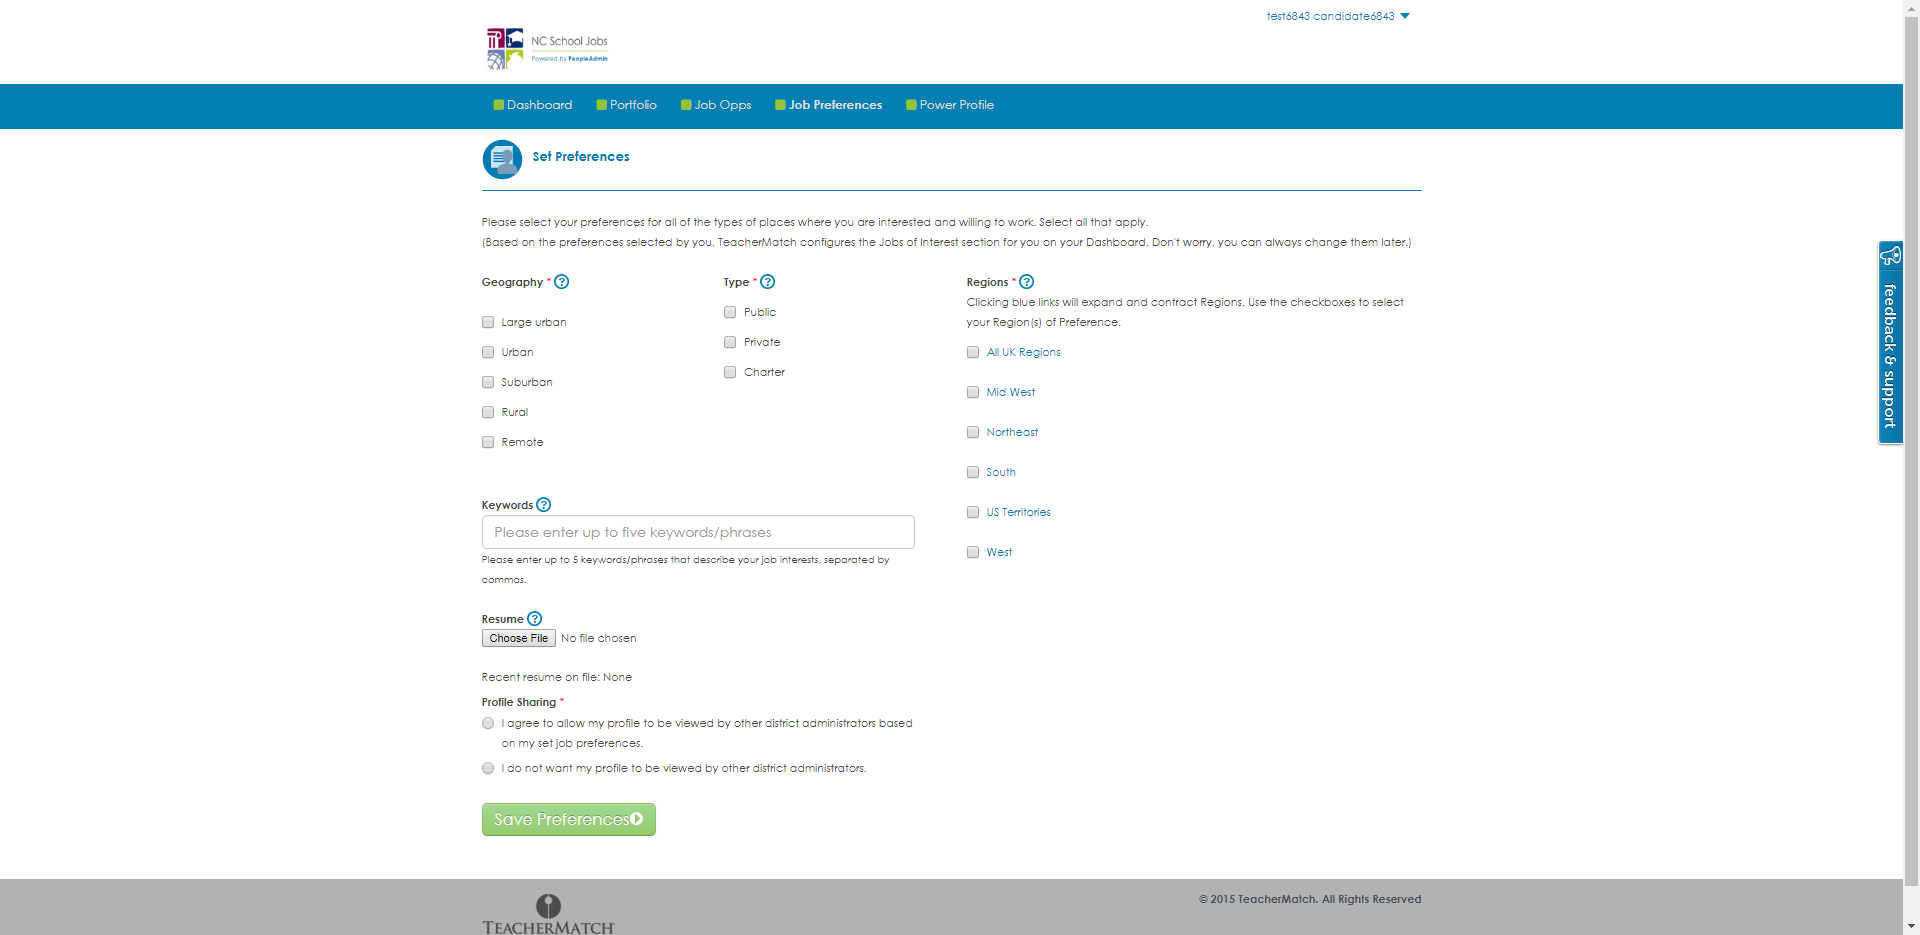 test6843 candidate6843
NC School Jobs
Powered by PeopleAdmin
Dashboard
Portfolio
Job Opps
Job Preferences
Power Profile
Set Preferences
Please select your preferences for all of the types of places where you are interested and willing to work. Select all that apply.
(Based on the preferences selected by you, TeacherMatch configures the Jobs of Interest section for you on your Dashboard. Don't worry, you can always change them later.)
Geography * ?
Large urban
Urban
Suburban
Rural
Remote
Type * ?
Public
Private
Charter
Regions * ?
Clicking blue links will expand and contract Regions. Use the checkboxes to select
your Region(s) of Preference.
All UK Regions
Mid West
Northeast
South
US Territories
West
Keywords ?
Please enter up to five keywords/phrases
Please enter up to 5 keywords/phrases that describe your job interests, separated by
commas.
Resume ?
Choose File No file chosen
Recent resume on file: None
Profile Sharing *
I agree to allow my profile to be viewed by other district administrators based
on my set job preferences.
I do not want my profile to be viewed by other district administrators.
Save Preferences
feedback & support
TEACHERMATCH
© 2015 TeacherMatch. All Rights Reserved